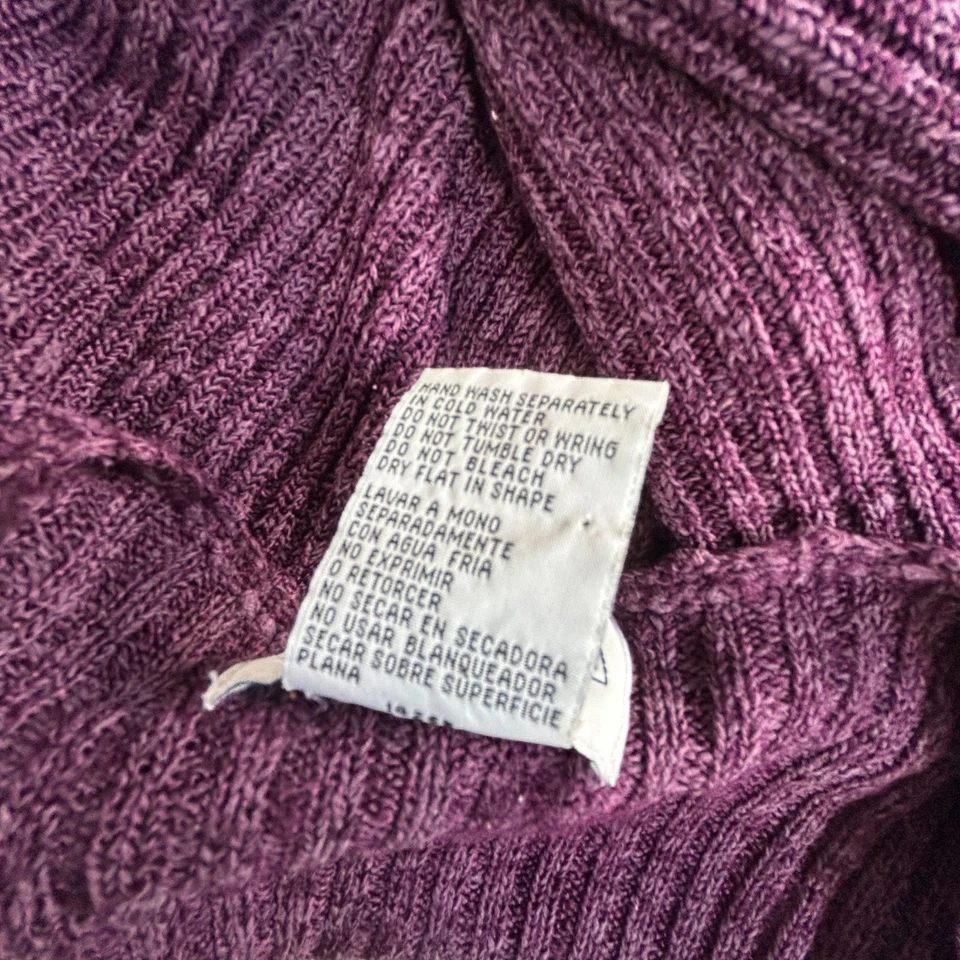 HAND WASH SEPARATELY
IN COLD WATER
DO NOT TWIST OR WRING
DO NOT TUMBLE DRY
DO NOT BLEACH
DRY FLAT IN SHAPE
LAVAR A MONO
SEPARADAMENTE
CON AGUA FRIA
NO EXPRIMIR
O RETORCER
NO SECAR EN SECADORA
NO USAR BLANQUEADOR
SECAR SOBRE SUPERFICIE
PLANA